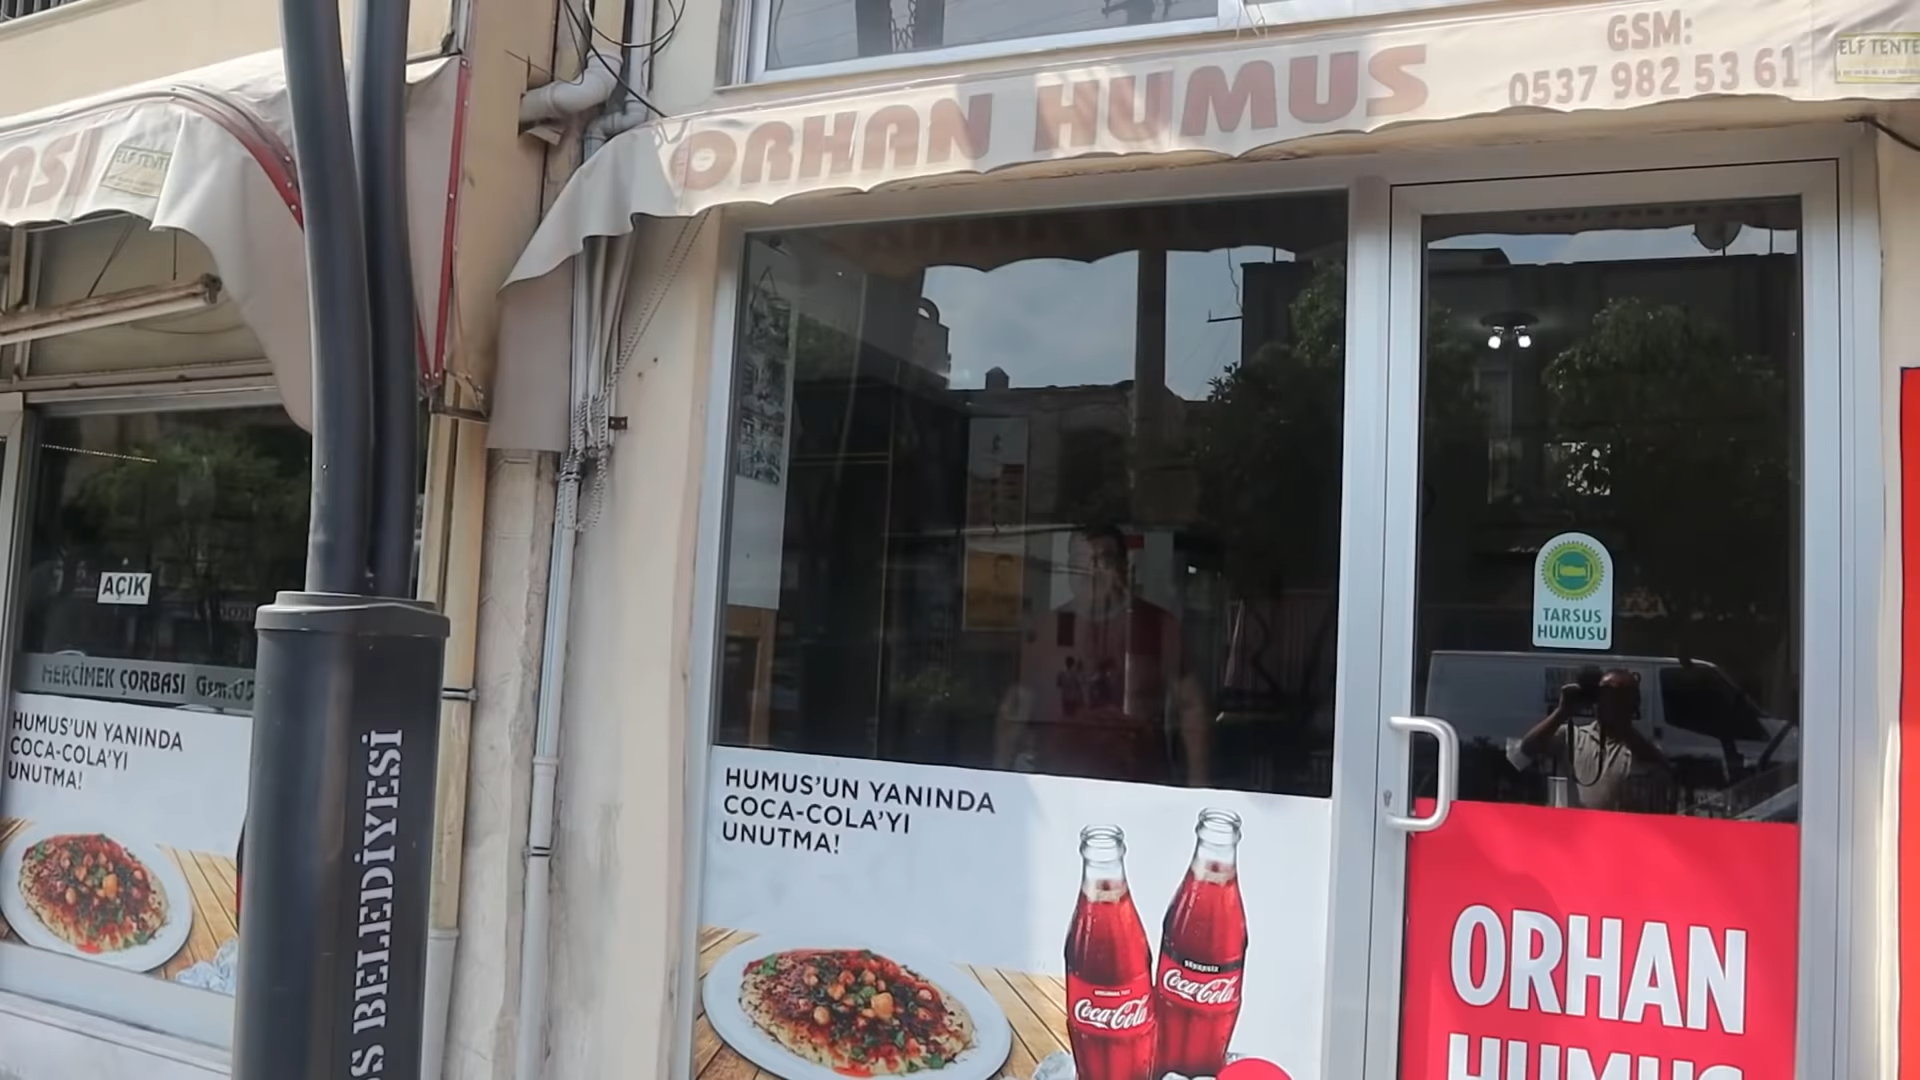 ORHAN HUMUS
GSM:
0537 982 53 61
ELF TENTE
ASI
ELF TENTE
AÇIK
MERCİMEK ÇORBASI Gsm:05
HUMUS'UN YANINDA
COCA-COLA'YI
UNUTMA!
HUMUS'UN YANINDA
COCA-COLA'YI
UNUTMA!
Coca-Cola
Coca-Cola
TARSUS
HUMUSU
ORHAN
HUMUS
S BELEDİYESİ